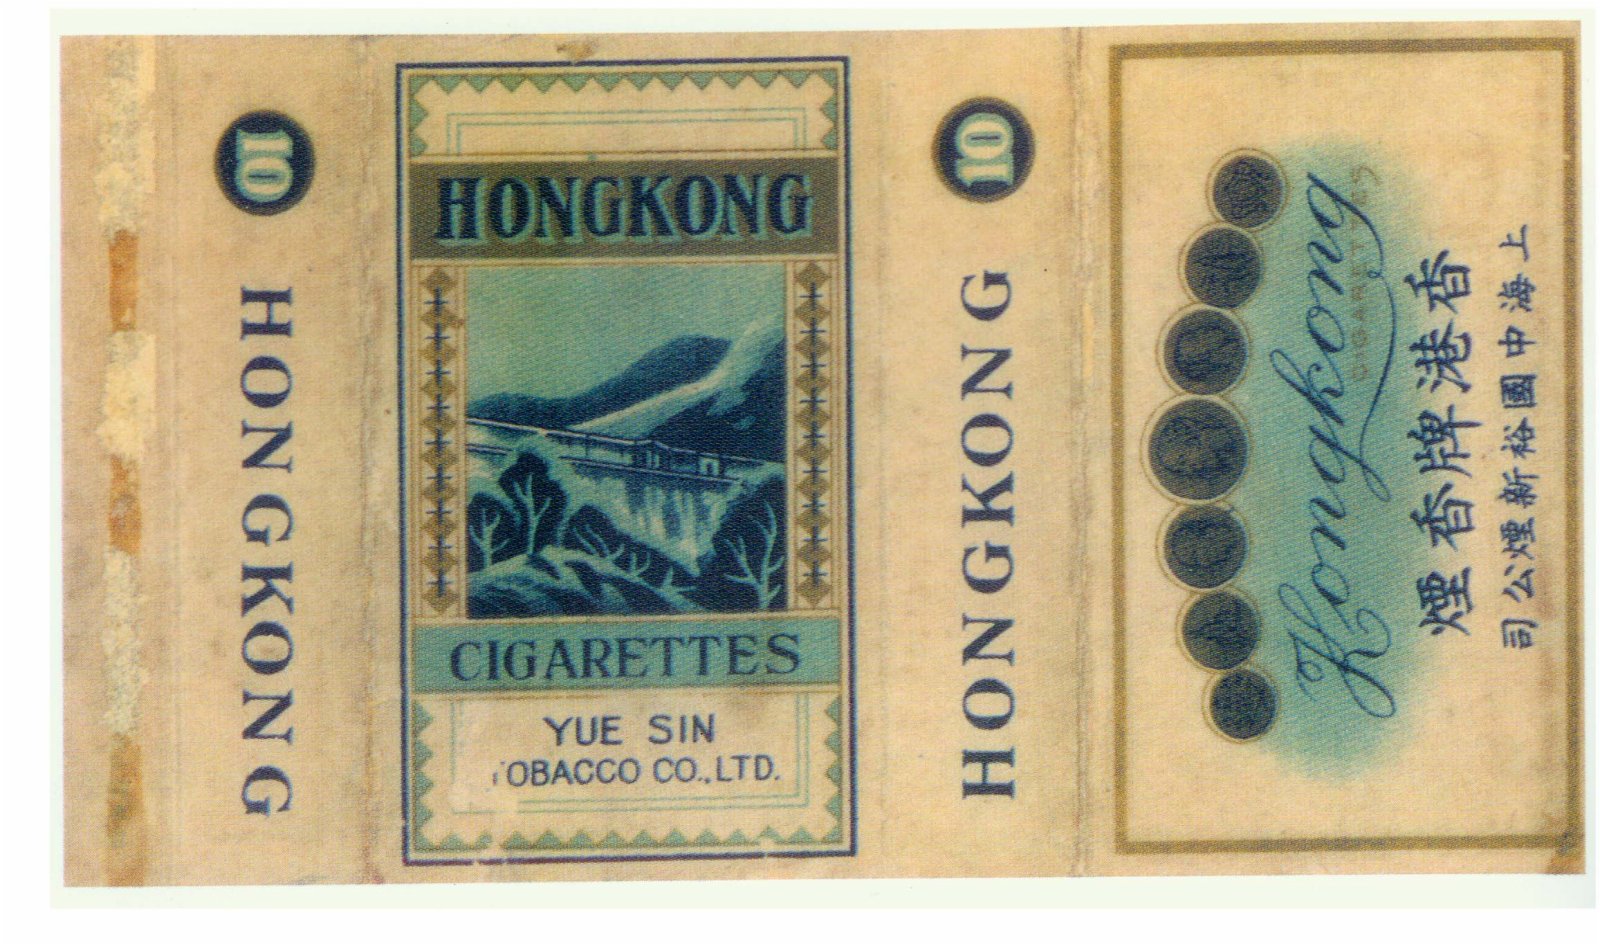 10
HONGKONG
HONGKONG
CIGARETTES
YUE SIN
TOBACCO CO.,LTD.
10
HONGKONG
Hongkong
CIGARETTES
香港牌香煙
上海中國裕新煙公司